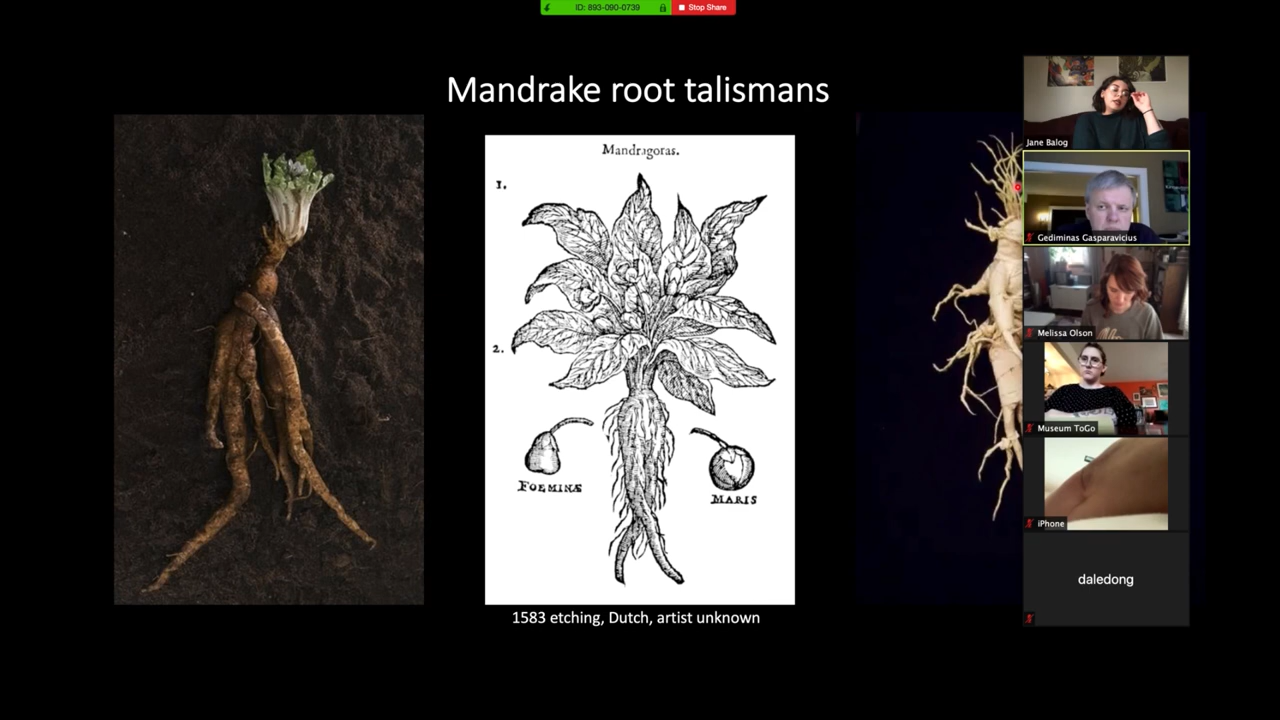 ID: 893-090-0739
Stop Share
Mandrake root talismans
Mandragoras.
1.
2.
FOEMINÆ
MARIS
1583 etching, Dutch, artist unknown
Jane Balog
Gediminas Gasparavicius
Melissa Olson
Museum ToGo
iPhone
daledong